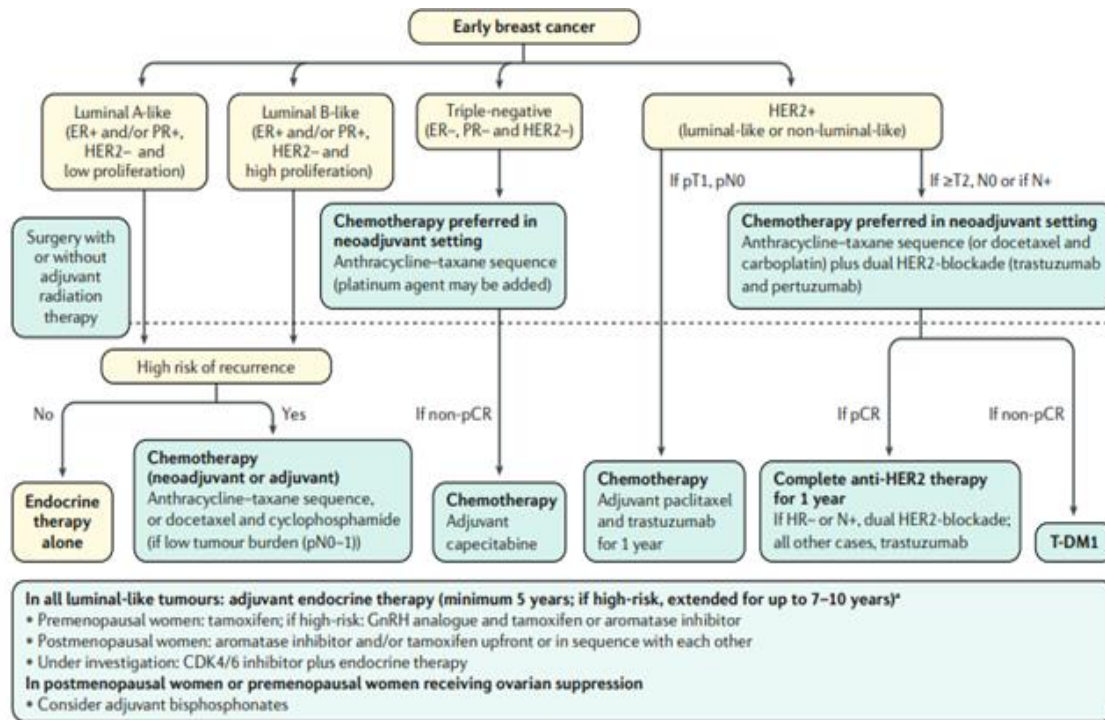 Early breast cancer
Luminal A-like
(ER+ and/or PR+,
HER2− and
low proliferation)
Luminal B-like
(ER+ and/or PR+,
HER2− and
high proliferation)
Triple-negative
(ER−, PR− and HER2−)
HER2+
(luminal-like or non-luminal-like)
If pT1, pN0
If ≥T2, N0 or if N+
Surgery with
or without
adjuvant
radiation
therapy
Chemotherapy preferred in
neoadjuvant setting
Anthracycline–taxane sequence
(platinum agent may be added)
Chemotherapy preferred in neoadjuvant setting
Anthracycline–taxane sequence (or docetaxel and
carboplatin) plus dual HER2-blockade (trastuzumab
and pertuzumab)
High risk of recurrence
No
Yes
If non-pCR
If pCR
If non-pCR
Endocrine
therapy
alone
Chemotherapy
(neoadjuvant or adjuvant)
Anthracycline–taxane sequence,
or docetaxel and cyclophosphamide
(if low tumour burden (pN0–1))
Chemotherapy
Adjuvant
capecitabine
Chemotherapy
Adjuvant paclitaxel
and trastuzumab
for 1 year
Complete anti-HER2 therapy
for 1 year
If HR− or N+, dual HER2-blockade;
all other cases, trastuzumab
T-DM1
In all luminal-like tumours: adjuvant endocrine therapy (minimum 5 years; if high-risk, extended for up to 7–10 years)ᵃ
• Premenopausal women: tamoxifen; if high-risk: GnRH analogue and tamoxifen or aromatase inhibitor
• Postmenopausal women: aromatase inhibitor and/or tamoxifen upfront or in sequence with each other
• Under investigation: CDK4/6 inhibitor plus endocrine therapy
In postmenopausal women or premenopausal women receiving ovarian suppression
• Consider adjuvant bisphosphonates